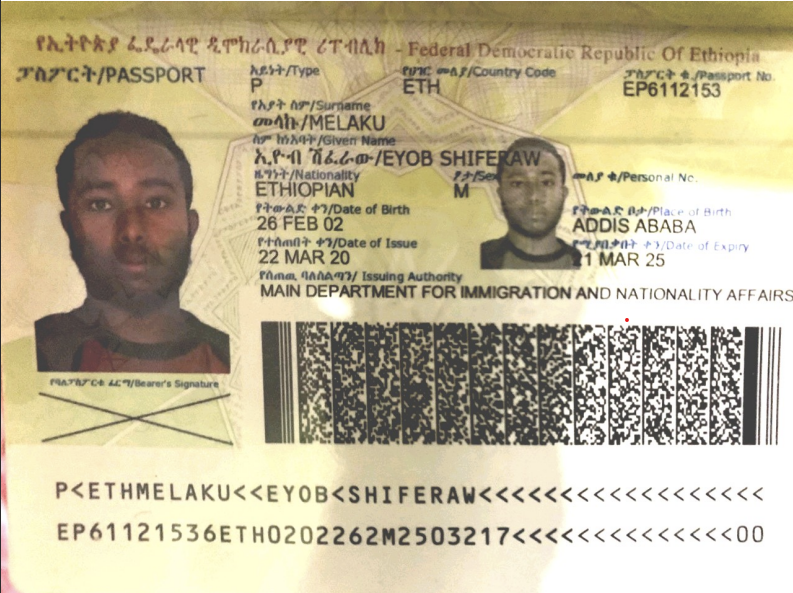 የኢትዮጵያ ፌዴራላዊ ዲሞክራሲያዊ ሪፐብሊክ - Federal Democratic Republic Of Ethiopia
ፓስፖርት/PASSPORT
አይነት/Type
የሀገር መለያ/Country Code
ፓስፖርት ቁ./Passport No.
P
ETH
EP6112153
የአያት ስም/Surname
መላኩ/MELAKU
ስም ከነአባት/Given Name
ኢዮብ ሽፈራው/EYOB SHIFERAW
ዜግነት/Nationality
ፆታ/Sex
መለያ ቁ/Personal No.
ETHIOPIAN
M
የትውልድ ቀን/Date of Birth
የትውልድ ቦታ/Place of Birth
26 FEB 02
ADDIS ABABA
የተሰጠበት ቀን/Date of Issue
የሚያበቃበት ቀን/Date of Expiry
22 MAR 20
21 MAR 25
የሰጠዉ ባለስልጣን/ Issuing Authority
MAIN DEPARTMENT FOR IMMIGRATION AND NATIONALITY AFFAIRS
የባለፓስፖርቱ ፊርማ/Bearer's Signature
P<ETHMELAKU<<EYOB<SHIFERAW<<<<<<<<<<<<<<<<<<
EP61121536ETH0202262M2503217<<<<<<<<<<<<<<00